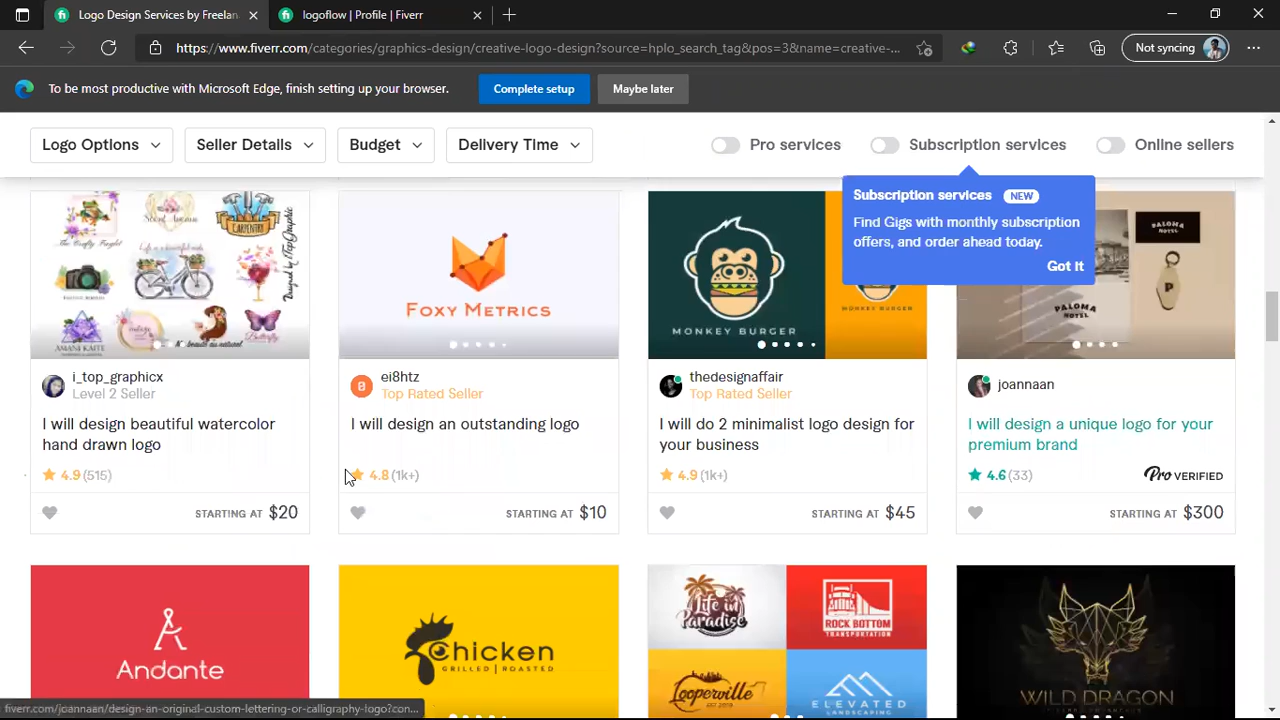 Logo Design Services by Freelan
logoflow | Profile | Fiverr
https://www.fiverr.com/categories/graphics-design/creative-logo-design?source=hplo_search_tag&pos=3&name=creative-...
Not syncing
To be most productive with Microsoft Edge, finish setting up your browser.
Complete setup
Maybe later
Logo Options
Seller Details
Budget
Delivery Time
Pro services
Subscription services
Online sellers
Subscription services NEW
Find Gigs with monthly subscription
offers, and order ahead today.
Got It
CARPENTRY
Butterfly
Designed by iTopGraphic
FOXY METRICS
MONKEY BURGER
PALOMA
HOTEL
P
PALOMA
HOTEL
i_top_graphicx
Level 2 Seller
I will design beautiful watercolor
hand drawn logo
4.9 (515)
STARTING AT $20
ei8htz
Top Rated Seller
I will design an outstanding logo
4.8 (1k+)
STARTING AT $10
thedesignaffair
Top Rated Seller
I will do 2 minimalist logo design for
your business
4.9 (1k+)
STARTING AT $45
joannaan
I will design a unique logo for your
premium brand
4.6 (33)
Pro VERIFIED
STARTING AT $300
Andante
Chicken
GRILLED | ROASTED
Life in
Paradise
ROCK BOTTOM
TRANSPORTATION
Looperville
ELEVATED
LANDSCAPING
WILD DRAGON
fiverr.com/joannaan/design-an-original-custom-lettering-or-calligraphy-logo?con...